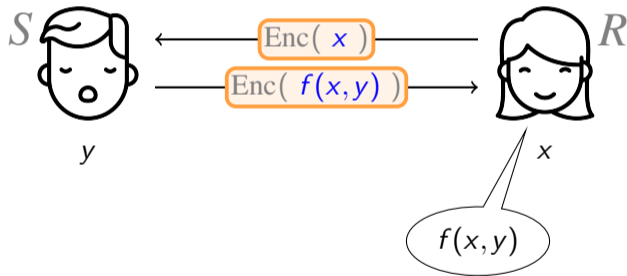 S Enc( x ) R
Enc( f(x,y) )
y x
f(x,y)